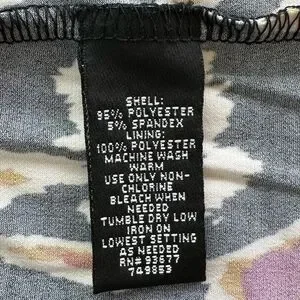 SHELL:
95% POLYESTER
5% SPANDEX
LINING:
100% POLYESTER
MACHINE WASH
WARM
USE ONLY NON-
CHLORINE
BLEACH WHEN
NEEDED
TUMBLE DRY LOW
IRON ON
LOWEST SETTING
AS NEEDED
RN# 93677
749853